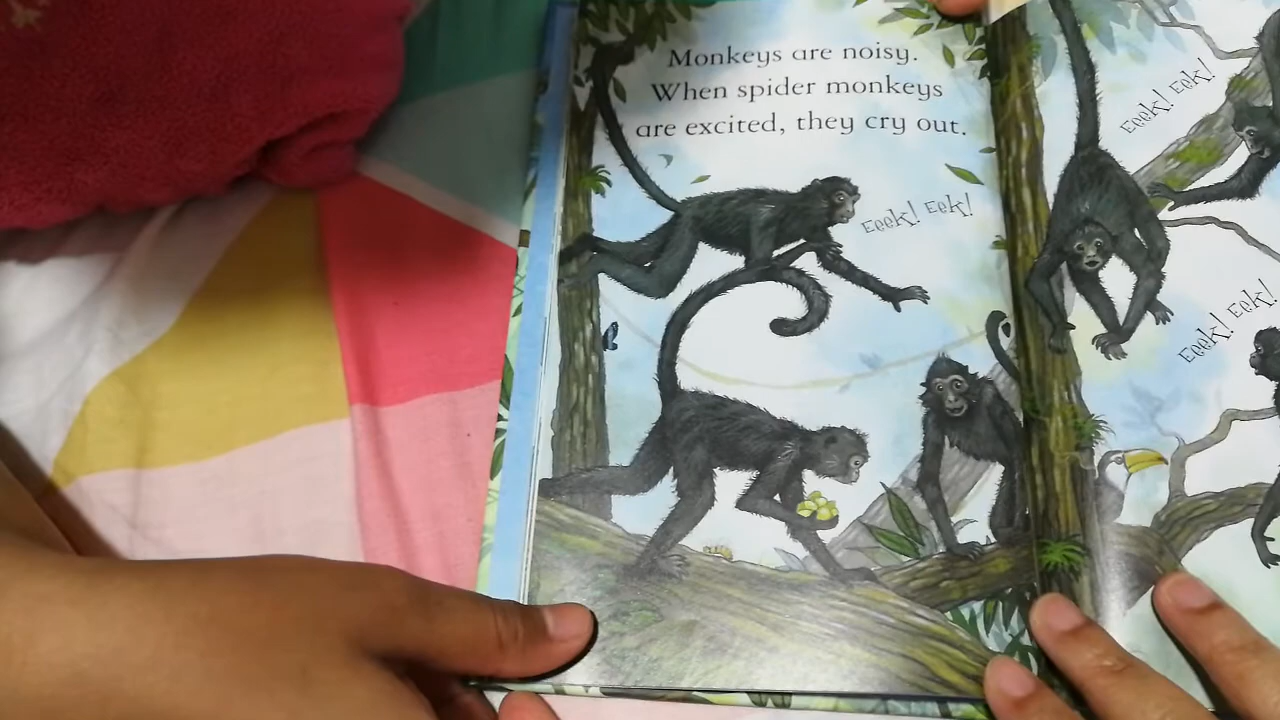 Monkeys are noisy.
When spider monkeys
are excited, they cry out.
Eeek! Eek!
Eeek! Eek!
Eeek! Eek!